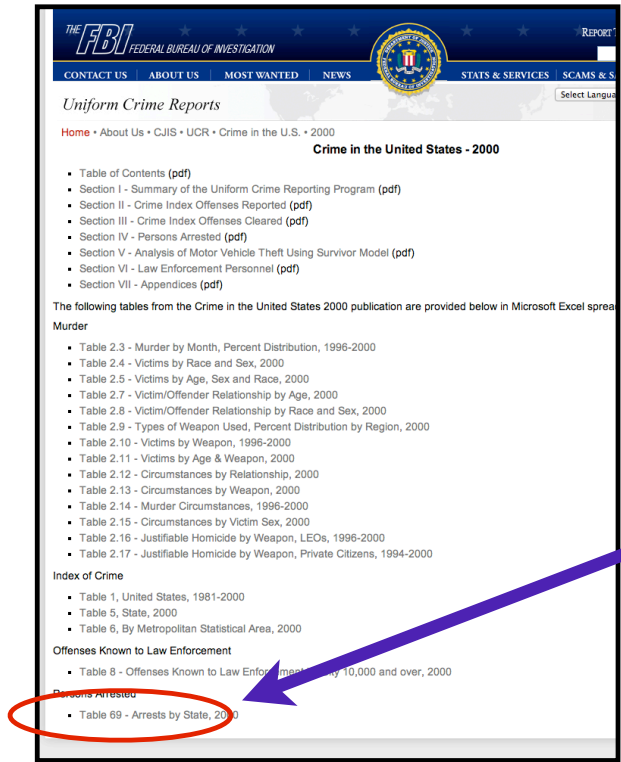 THE FBI FEDERAL BUREAU OF INVESTIGATION
REPORT
CONTACT US | ABOUT US | MOST WANTED | NEWS | STATS & SERVICES | SCAMS &
Uniform Crime Reports
Select
Home • About Us • CJIS • UCR • Crime in the U.S. • 2000
Crime in the United States - 2000
Table of Contents (pdf)
Section I - Summary of the Uniform Crime Reporting Program (pdf)
Section II - Crime Index Offenses Reported (pdf)
Section III - Crime Index Offenses Cleared (pdf)
Section IV - Persons Arrested (pdf)
Section V - Analysis of Motor Vehicle Theft Using Survivor Model (pdf)
Section VI - Law Enforcement Personnel (pdf)
Section VII - Appendices (pdf)
The following tables from the Crime in the United States 2000 publication are provided below in Microsoft Excel
Murder
Table 2.3 - Murder by Month, Percent Distribution, 1996-2000
Table 2.4 - Victims by Race and Sex, 2000
Table 2.5 - Victims by Age, Sex and Race, 2000
Table 2.7 - Victim/Offender Relationship by Age, 2000
Table 2.8 - Victim/Offender Relationship by Race and Sex, 2000
Table 2.9 - Types of Weapon Used, Percent Distribution by Region, 2000
Table 2.10 - Victims by Weapon, 1996-2000
Table 2.11 - Victims by Age & Weapon, 2000
Table 2.12 - Circumstances by Relationship, 2000
Table 2.13 - Circumstances by Weapon, 2000
Table 2.14 - Murder Circumstances, 1996-2000
Table 2.15 - Circumstances by Victim Sex, 2000
Table 2.16 - Justifiable Homicide by Weapon, LEOs, 1996-2000
Table 2.17 - Justifiable Homicide by Weapon, Private Citizens, 1994-2000
Index of Crime
Table 1, United States, 1981-2000
Table 5, State, 2000
Table 6, By Metropolitan Statistical Area, 2000
Offenses Known to Law Enforcement
Table 8 - Offenses Known to Law Enforcement 10,000 and over, 2000
Persons Arrested
Table 69 - Arrests by State, 2000